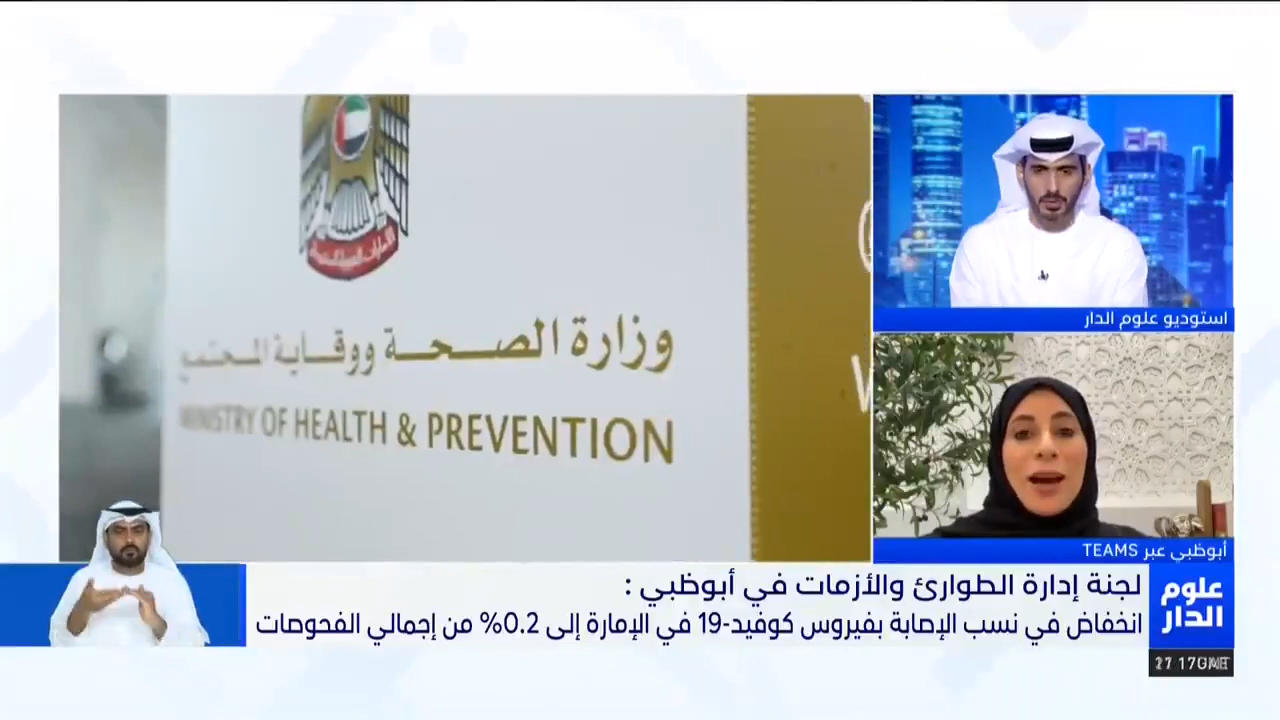 وزارة الصحة ووقاية المجتمع
MINISTRY OF HEALTH & PREVENTION
استوديو علوم الدار
أبوظبي عبر TEAMS
لجنة إدارة الطوارئ والأزمات في أبوظبي :
انخفاض في نسب الإصابة بفيروس كوفيد-19 في الإمارة إلى 0.2% من إجمالي الفحوصات
علوم
الدار